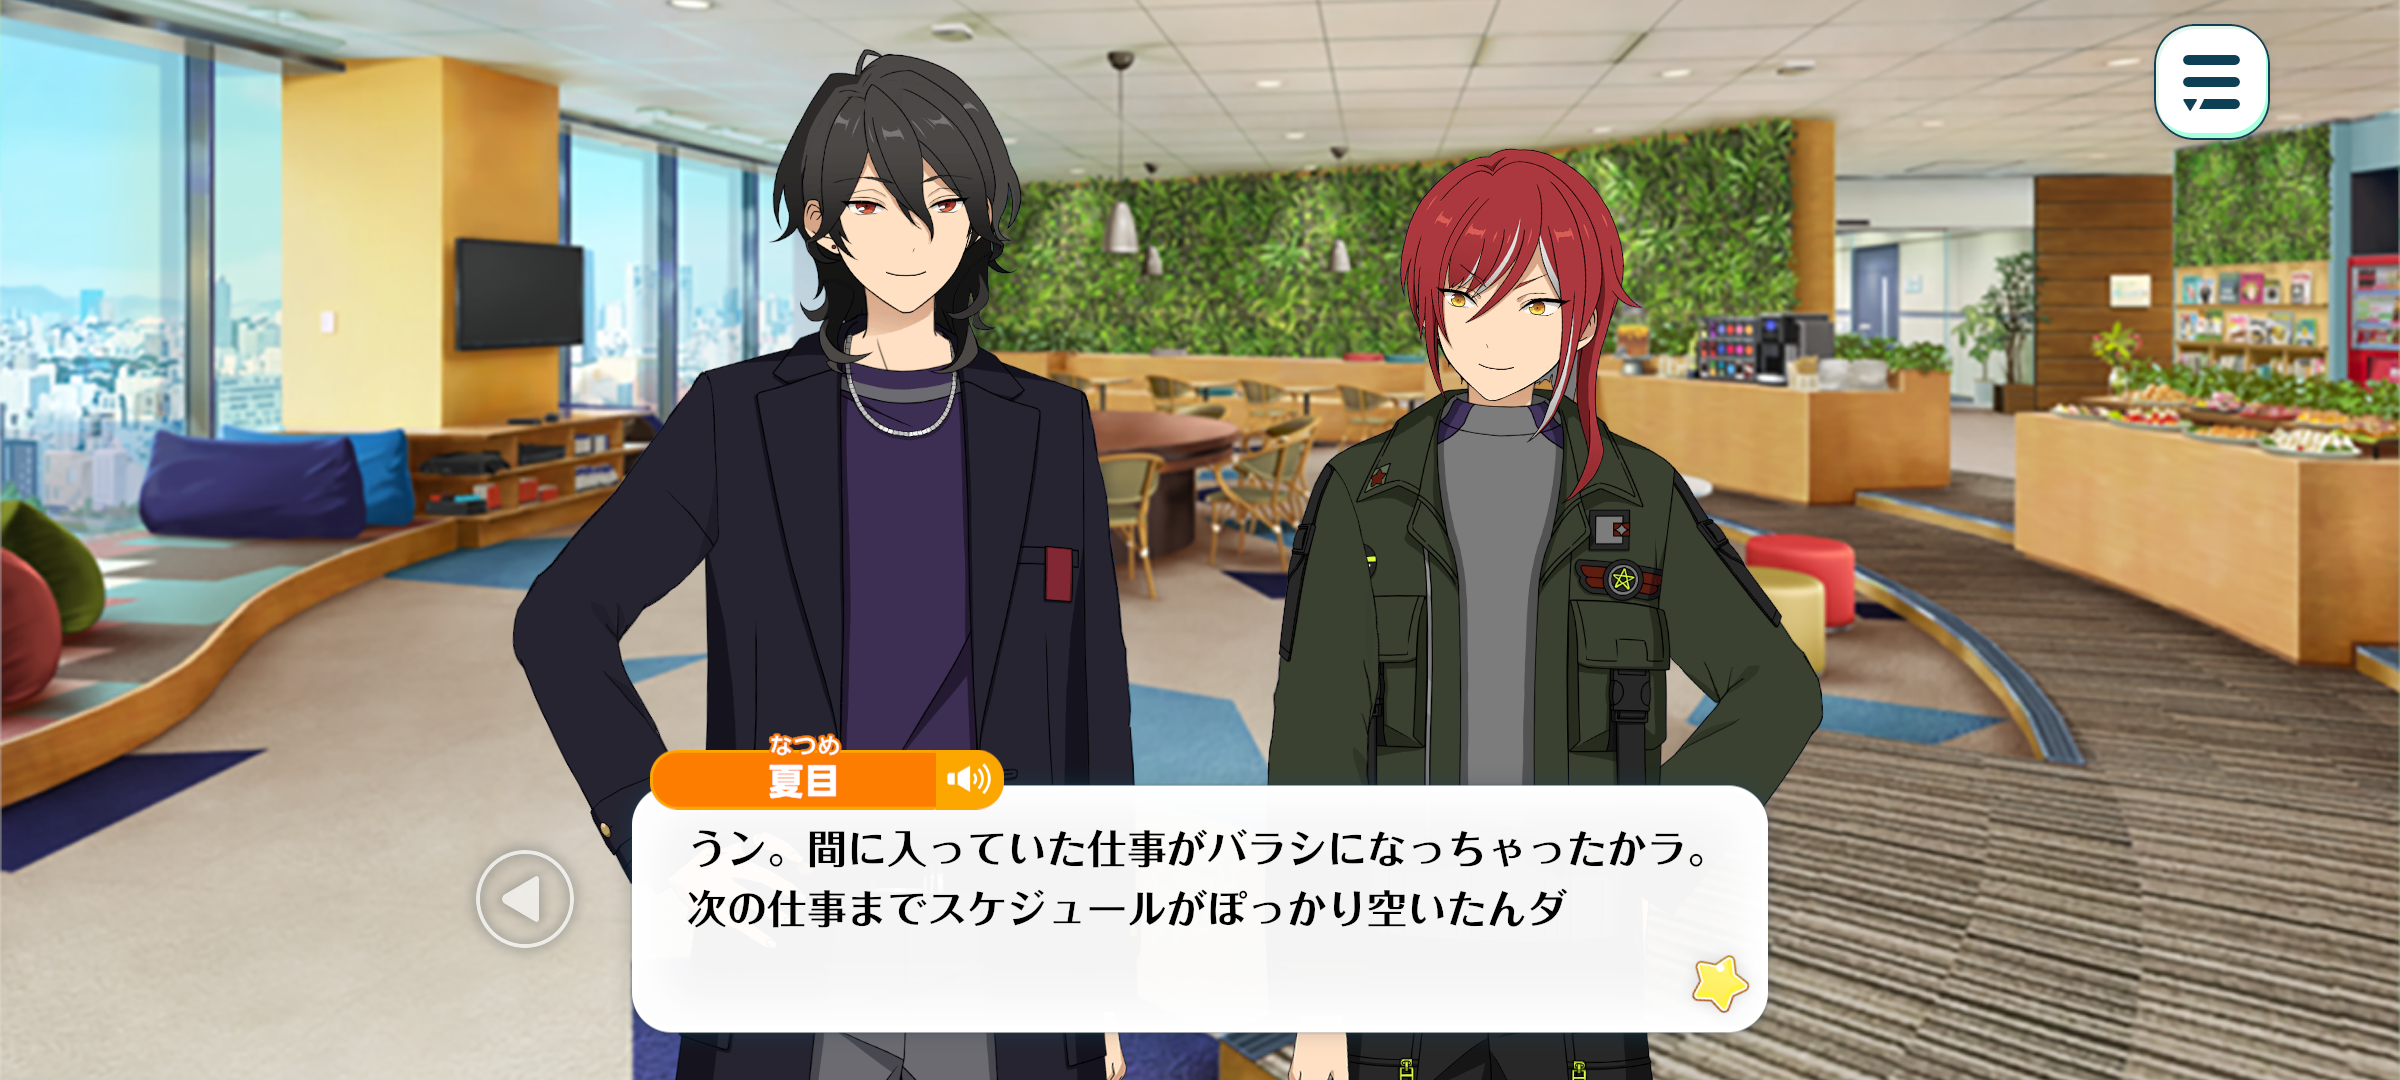 なつめ
夏目
うン。間に入っていた仕事がバラシになっちゃったかラ。
次の仕事までスケジュールがぽっかり空いたんダ